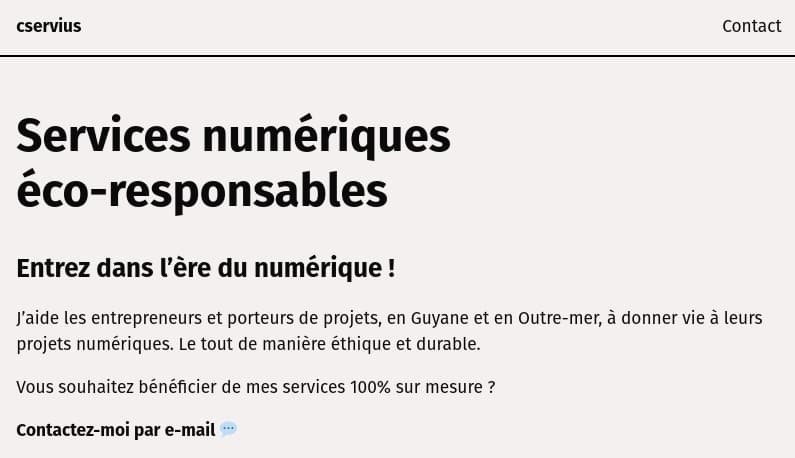 cservius
Contact
Services numériques
éco-responsables
Entrez dans l’ère du numérique !
J’aide les entrepreneurs et porteurs de projets, en Guyane et en Outre-mer, à donner vie à leurs
projets numériques. Le tout de manière éthique et durable.
Vous souhaitez bénéficier de mes services 100% sur mesure ?
Contactez-moi par e-mail 💬